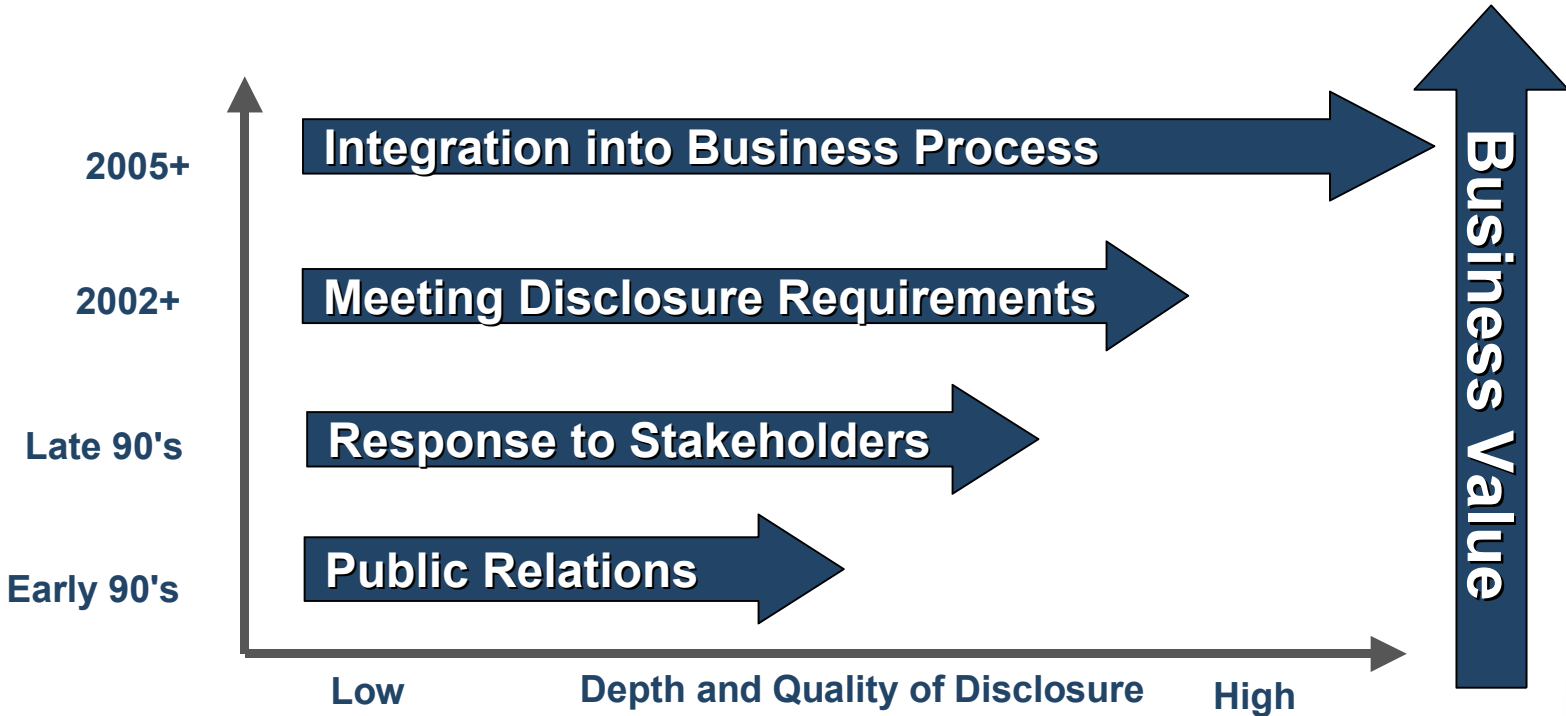 2005+
Integration into Business Process
2002+
Meeting Disclosure Requirements
Late 90's
Response to Stakeholders
Early 90's
Public Relations
Low
Depth and Quality of Disclosure
High
Business Value